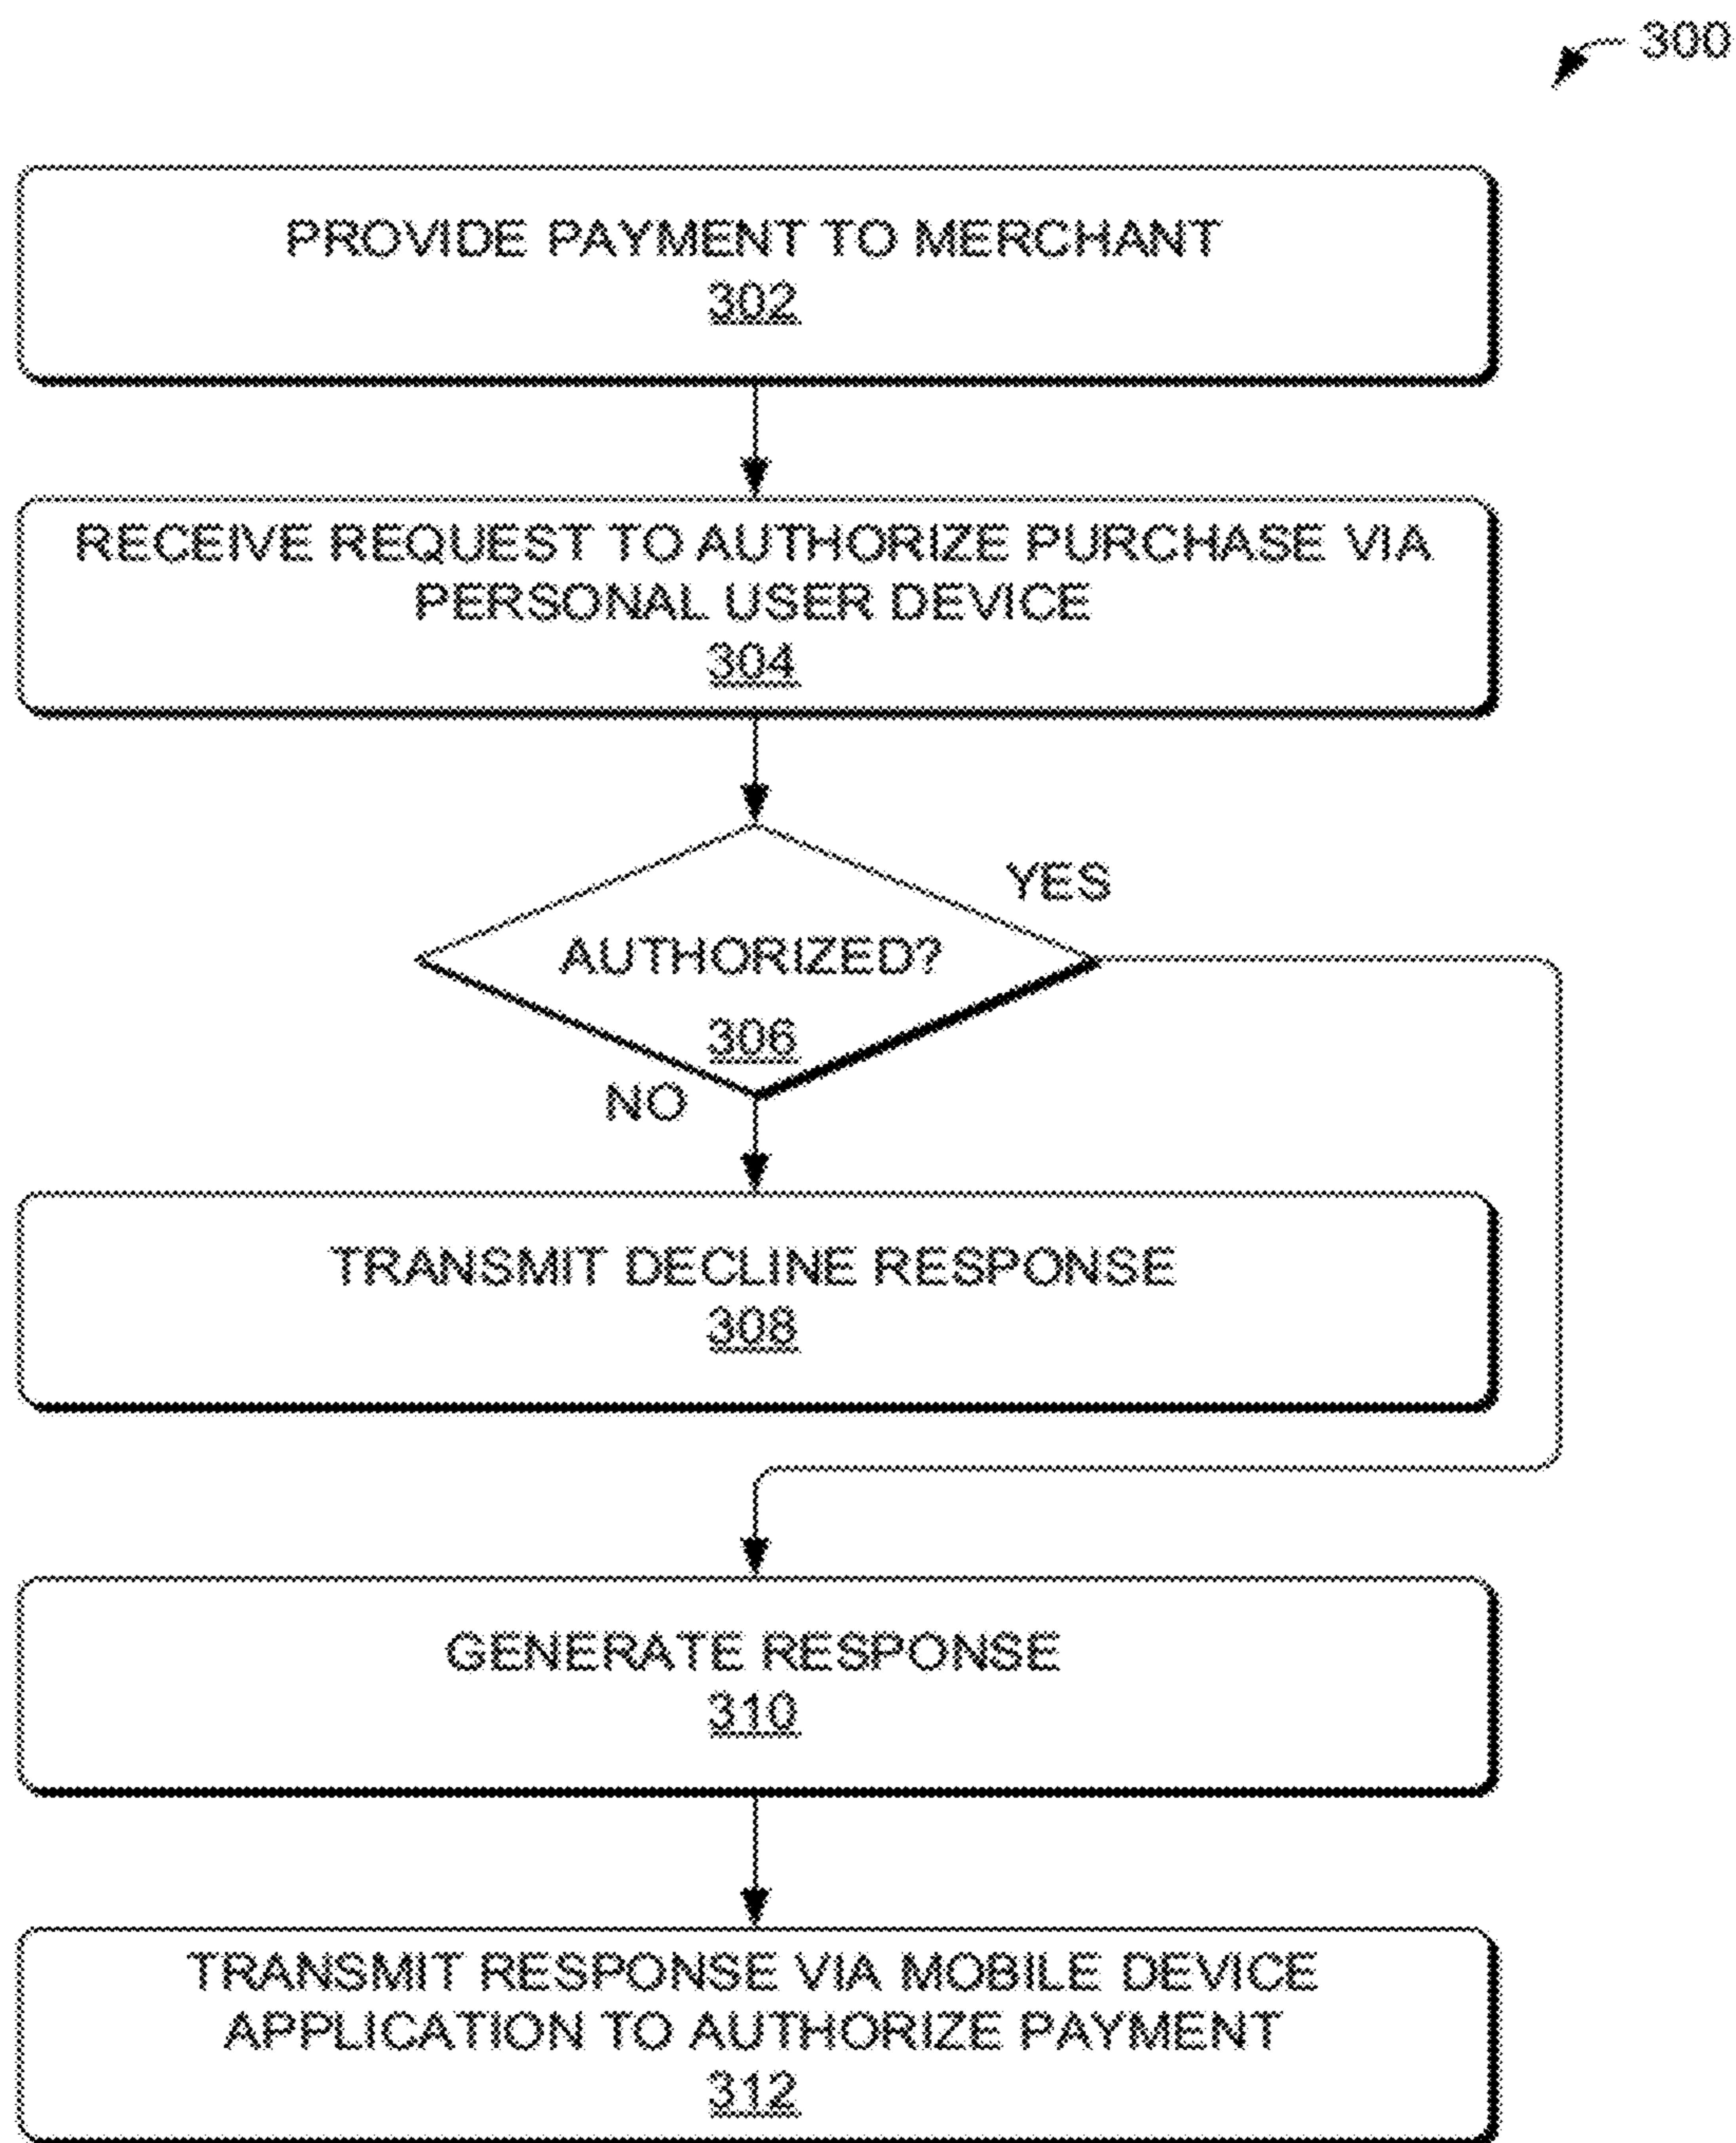 300
PROVIDE PAYMENT TO MERCHANT
302
RECEIVE REQUEST TO AUTHORIZE PURCHASE VIA
PERSONAL USER DEVICE
304
YES
AUTHORIZED?
306
NO
TRANSMIT DECLINE RESPONSE
308
GENERATE RESPONSE
310
TRANSMIT RESPONSE VIA MOBILE DEVICE
APPLICATION TO AUTHORIZE PAYMENT
312